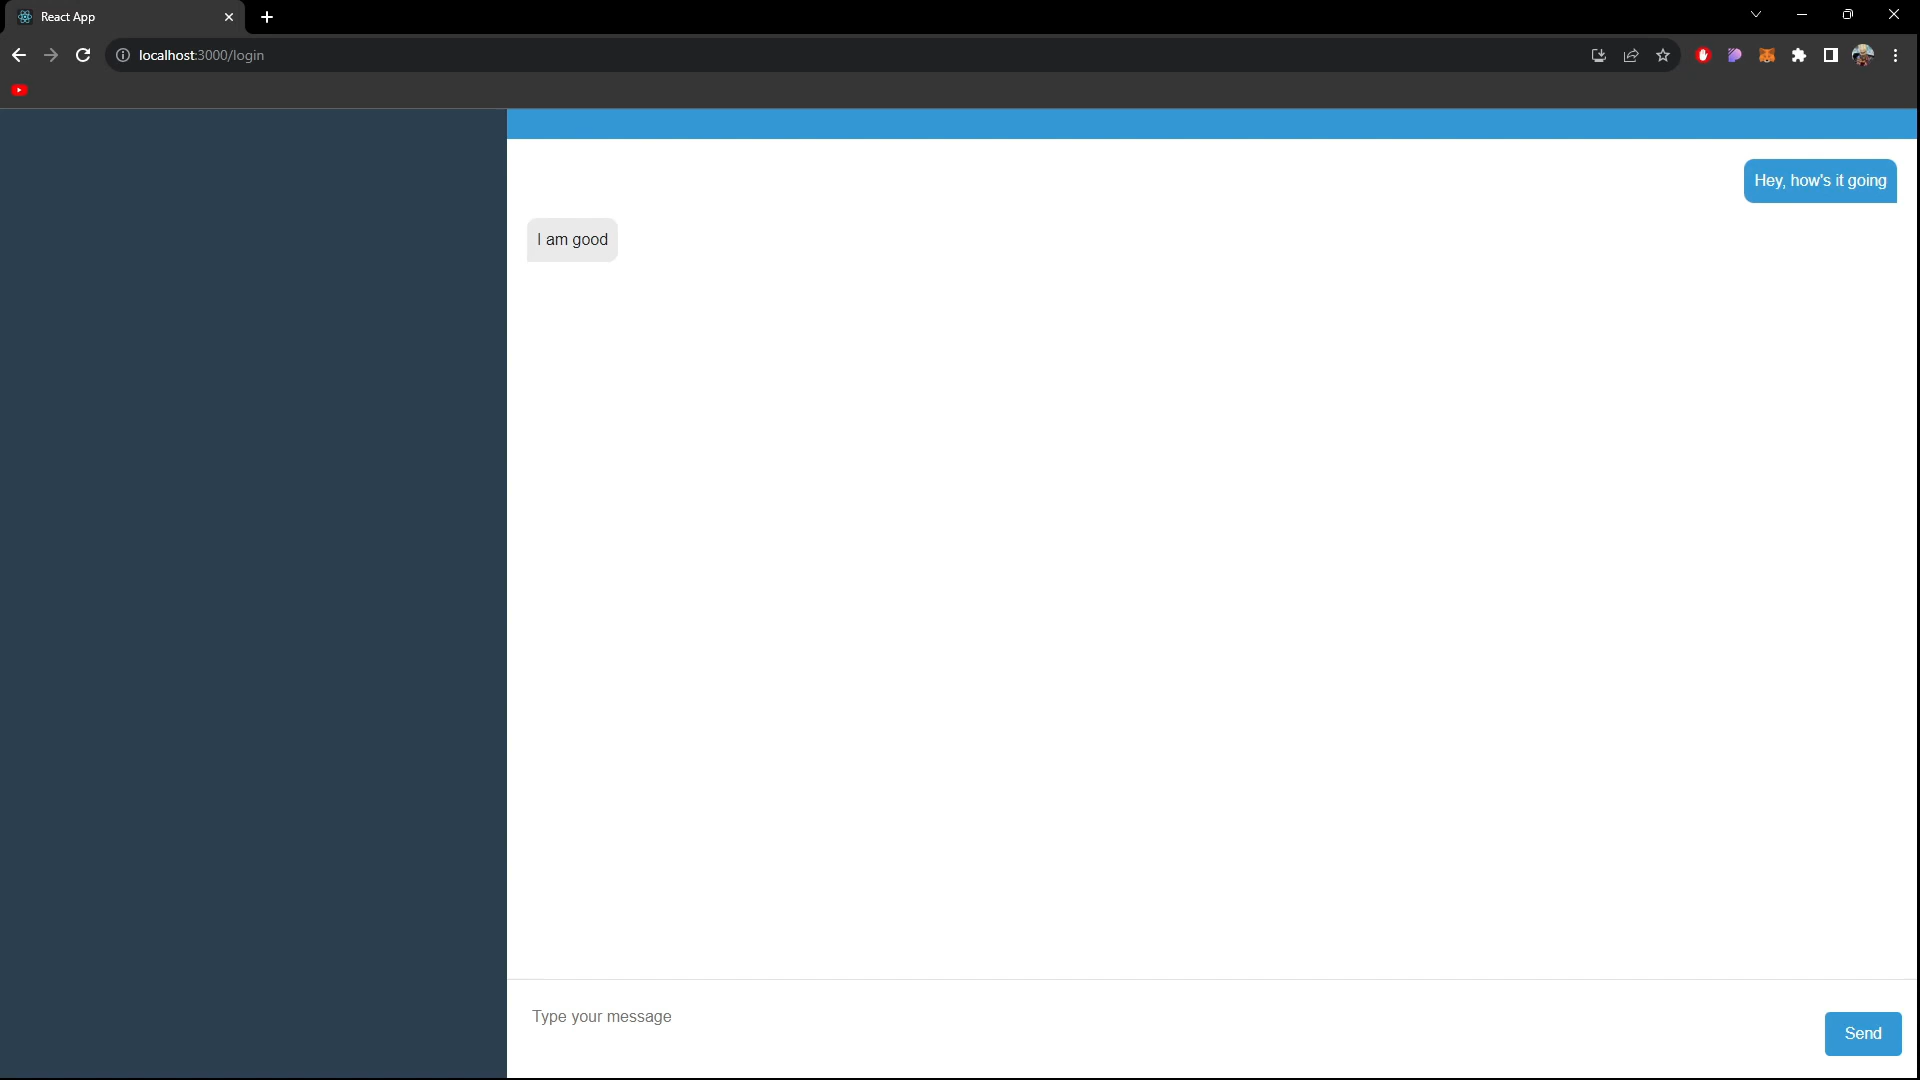 React App
localhost:3000/login
Hey, how's it going
I am good
Type your message
Send